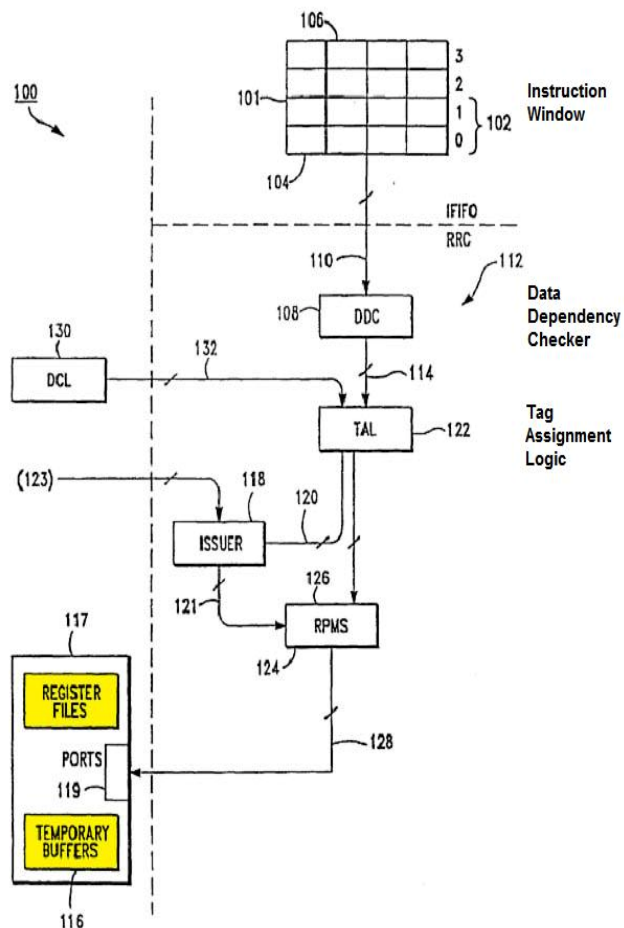 106
3
2
1
0
101
102
104
100
Instruction
Window
IFIFO
RRC
110
112
108
DDC
Data
Dependency
Checker
114
130
DCL
132
TAL
122
Tag
Assignment
Logic
(123)
118
120
ISSUER
121
126
RPMS
124
117
REGISTER
FILES
PORTS
119
128
TEMPORARY
BUFFERS
116